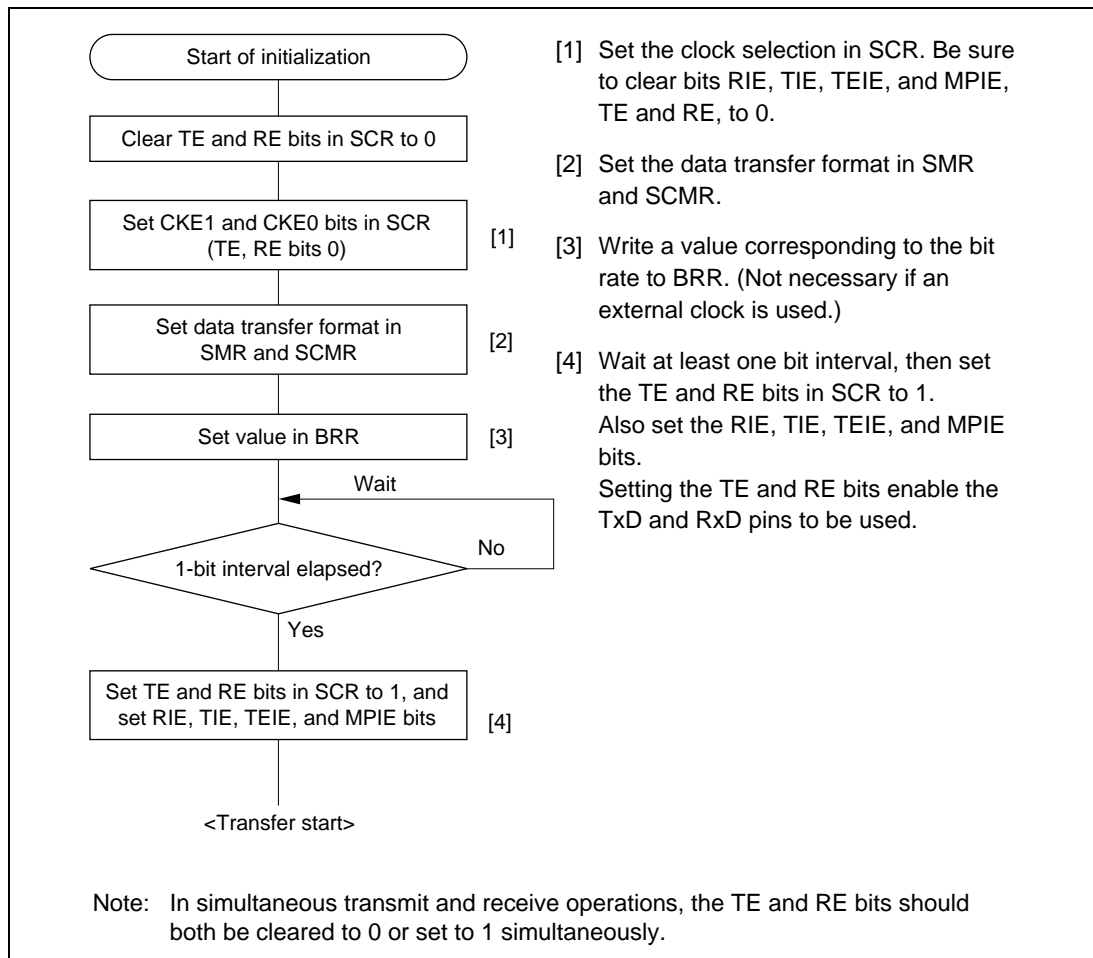 Start of initialization
Clear TE and RE bits in SCR to 0
Set CKE1 and CKE0 bits in SCR
(TE, RE bits 0)
[1]
Set data transfer format in
SMR and SCMR
[2]
Set value in BRR
[3]
Wait
No
1-bit interval elapsed?
Yes
Set TE and RE bits in SCR to 1, and
set RIE, TIE, TEIE, and MPIE bits
[4]
<Transfer start>
[1] Set the clock selection in SCR. Be sure
to clear bits RIE, TIE, TEIE, and MPIE,
TE and RE, to 0.
[2] Set the data transfer format in SMR
and SCMR.
[3] Write a value corresponding to the bit
rate to BRR. (Not necessary if an
external clock is used.)
[4] Wait at least one bit interval, then set
the TE and RE bits in SCR to 1.
Also set the RIE, TIE, TEIE, and MPIE
bits.
Setting the TE and RE bits enable the
TxD and RxD pins to be used.
Note: In simultaneous transmit and receive operations, the TE and RE bits should
both be cleared to 0 or set to 1 simultaneously.